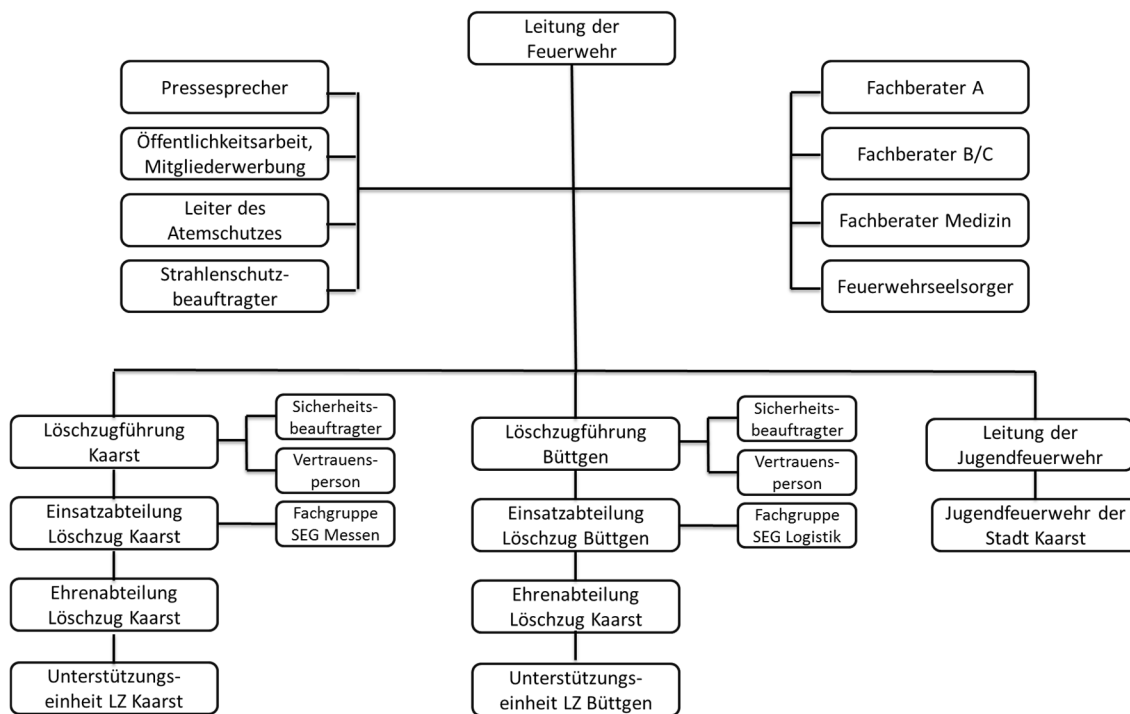 Leitung der
Feuerwehr
Pressesprecher
Öffentlichkeitsarbeit,
Mitgliederwerbung
Leiter des
Atemschutzes
Strahlenschutz-
beauftragter
Fachberater A
Fachberater B/C
Fachberater Medizin
Feuerwehrseelsorger
Löschzugführung
Kaarst
Sicherheits-
beauftragter
Vertrauens-
person
Einsatzabteilung
Löschzug Kaarst
Fachgruppe
SEG Messen
Ehrenabteilung
Löschzug Kaarst
Unterstützungs-
einheit LZ Kaarst
Löschzugführung
Büttgen
Sicherheits-
beauftragter
Vertrauens-
person
Einsatzabteilung
Löschzug Büttgen
Fachgruppe
SEG Logistik
Ehrenabteilung
Löschzug Kaarst
Unterstützungs-
einheit LZ Büttgen
Leitung der
Jugendfeuerwehr
Jugendfeuerwehr der
Stadt Kaarst